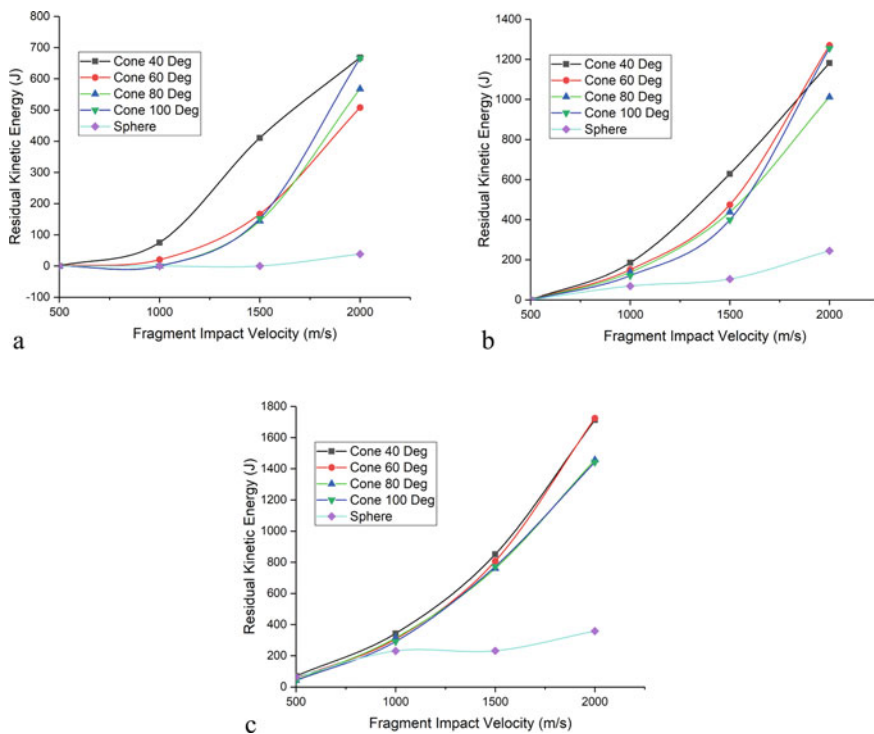 800
700
600
500
400
300
200
100
0
-100
Residual Kinetic Energy (J)
Cone 40 Deg
Cone 60 Deg
Cone 80 Deg
Cone 100 Deg
Sphere
500 1000 1500 2000
Fragment Impact Velocity (m/s)
a
1400
1200
1000
800
600
400
200
0
Residual Kinetic Energy (J)
Cone 40 Deg
Cone 60 Deg
Cone 80 Deg
Cone 100 Deg
Sphere
500 1000 1500 2000
Fragment Impact Velocity (m/s)
b
1800
1600
1400
1200
1000
800
600
400
200
0
Residual Kinetic Energy (J)
Cone 40 Deg
Cone 60 Deg
Cone 80 Deg
Cone 100 Deg
Sphere
500 1000 1500 2000
Fragment Impact Velocity (m/s)
c